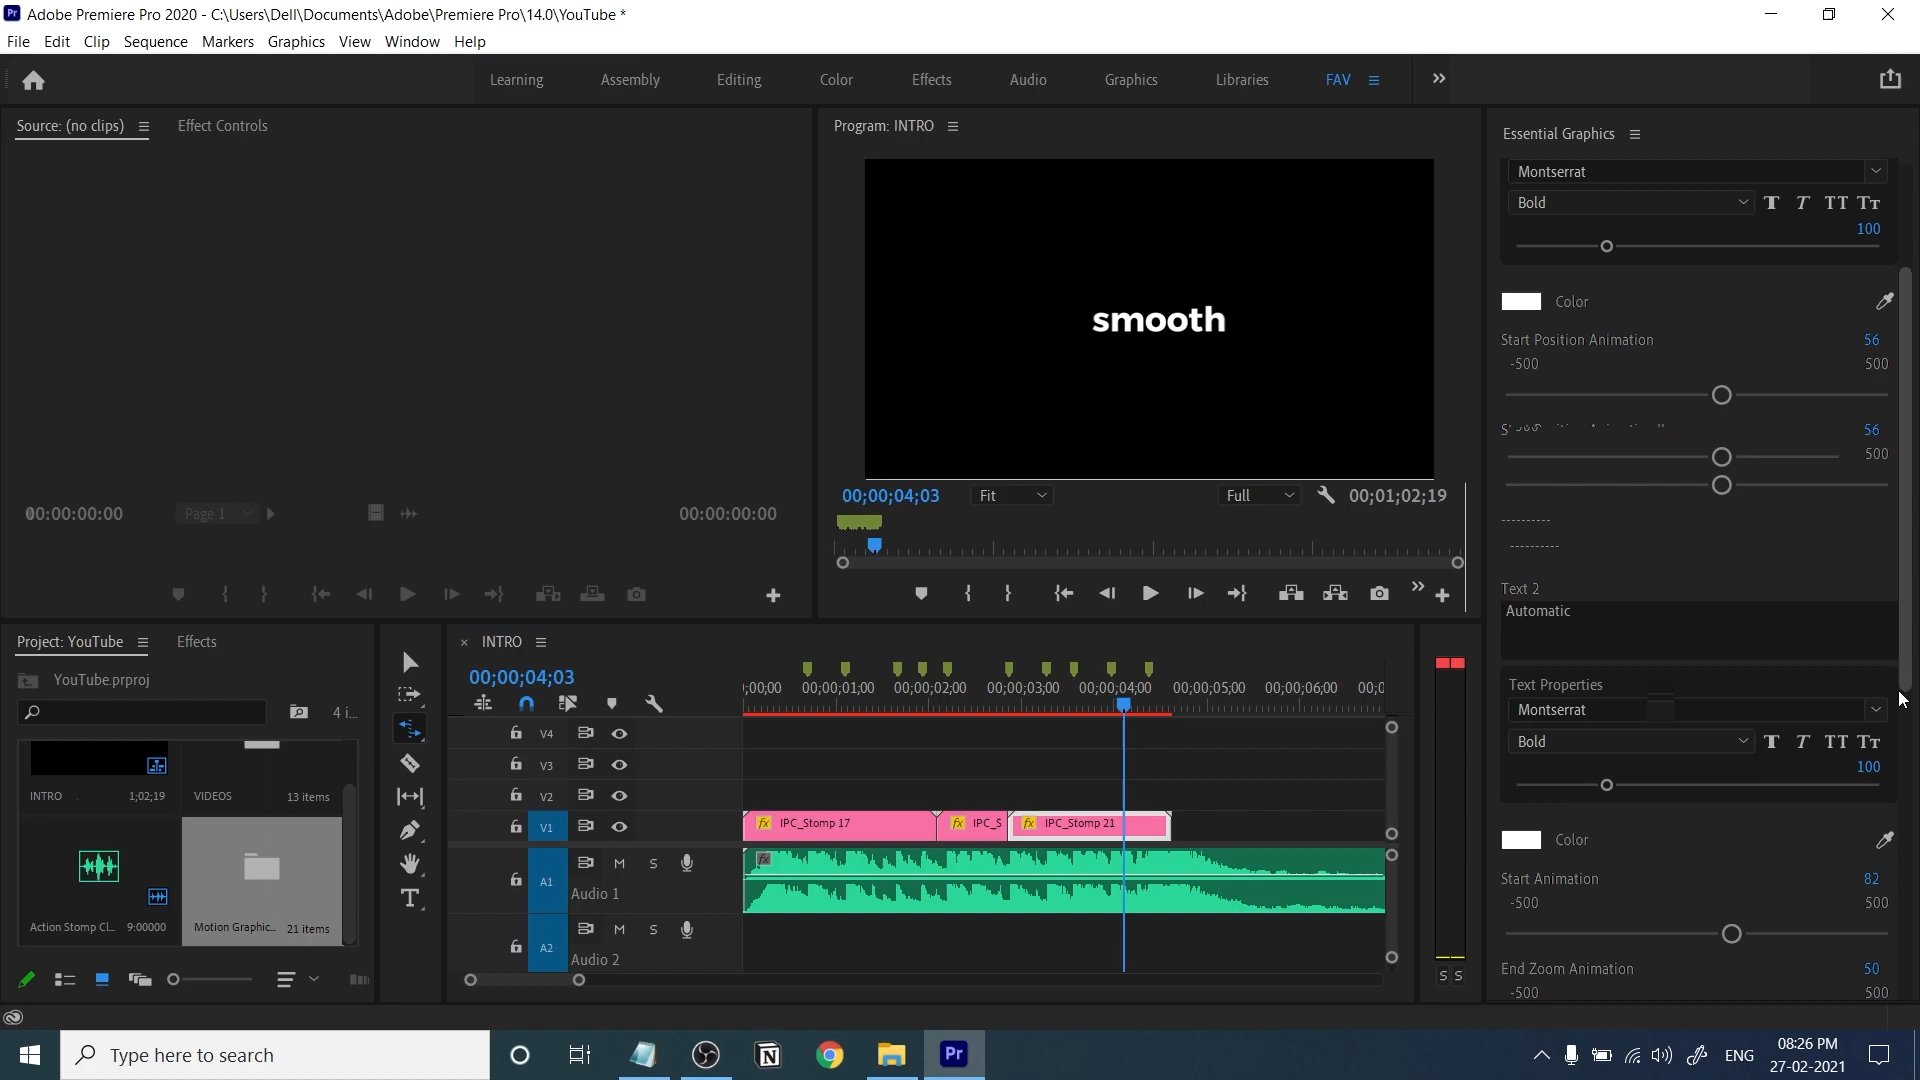 Adobe Premiere Pro 2020 - C:\Users\Dell\Documents\Adobe\Premiere Pro\14.0\YouTube *
File Edit Clip Sequence Markers Graphics View Window Help
Learning Assembly Editing Color Effects Audio Graphics Libraries FAV
Source: (no clips) Effect Controls
Program: INTRO
Essential Graphics
Montserrat
Bold
100
smooth
Color
Start Position Animation 56
-500 500
56
500
00;00;04;03 Fit Full 00;01;02;19
00:00:00:00 Page 1 00:00:00:00
----------
----------
Text 2
Automatic
Text Properties
Montserrat
Bold
100
Color
Start Animation 82
-500 500
End Zoom Animation 50
-500 500
Project: YouTube Effects
YouTube.prproj
4 i...
INTRO 1;02;19
VIDEOS 13 items
Action Stomp Cl... 9:00000
Motion Graphic... 21 items
INTRO
00;00;04;03
;00;00 00;00;01;00 00;00;02;00 00;00;03;00 00;00;04;00 00;00;05;00 00;00;06;00 00;0
V4
V3
V2
V1 fx IPC_Stomp 17 fx IPC_S fx IPC_Stomp 21
A1 M S fx
Audio 1
A2 M S
Audio 2
S S
Type here to search
N
Pr
ENG
08:26 PM
27-02-2021